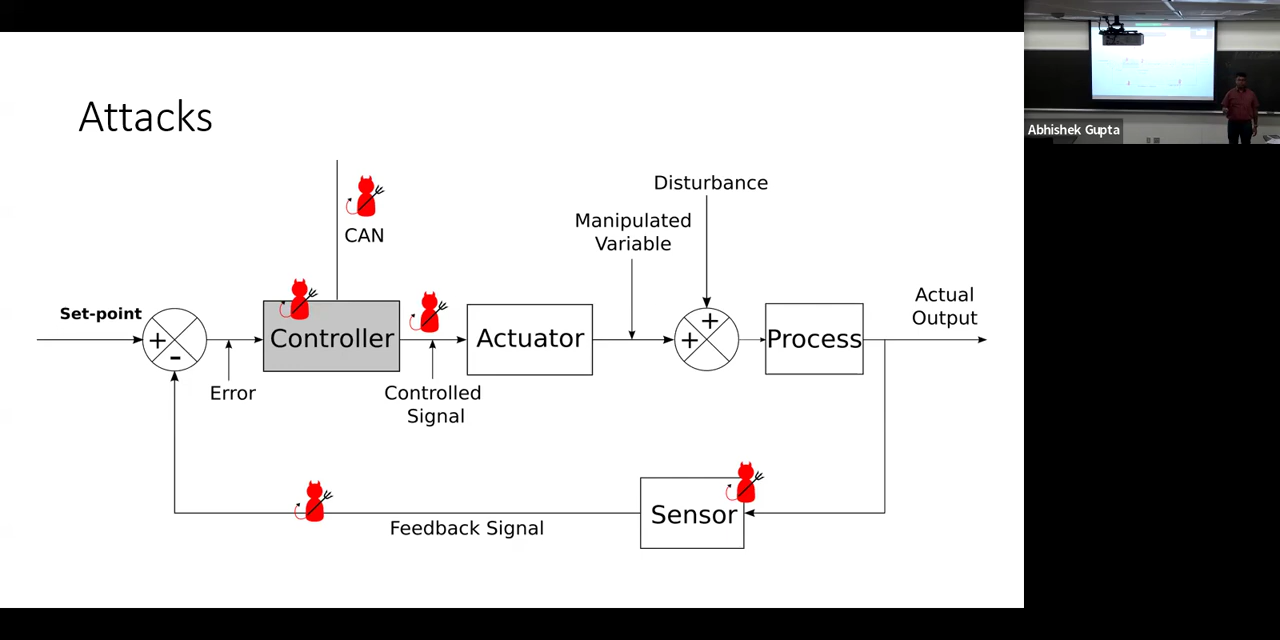 Attacks
CAN
Disturbance
Manipulated
Variable
Set-point
+
-
Error
Controller
Controlled
Signal
Actuator
+
+
Process
Actual
Output
Sensor
Feedback Signal
Abhishek Gupta